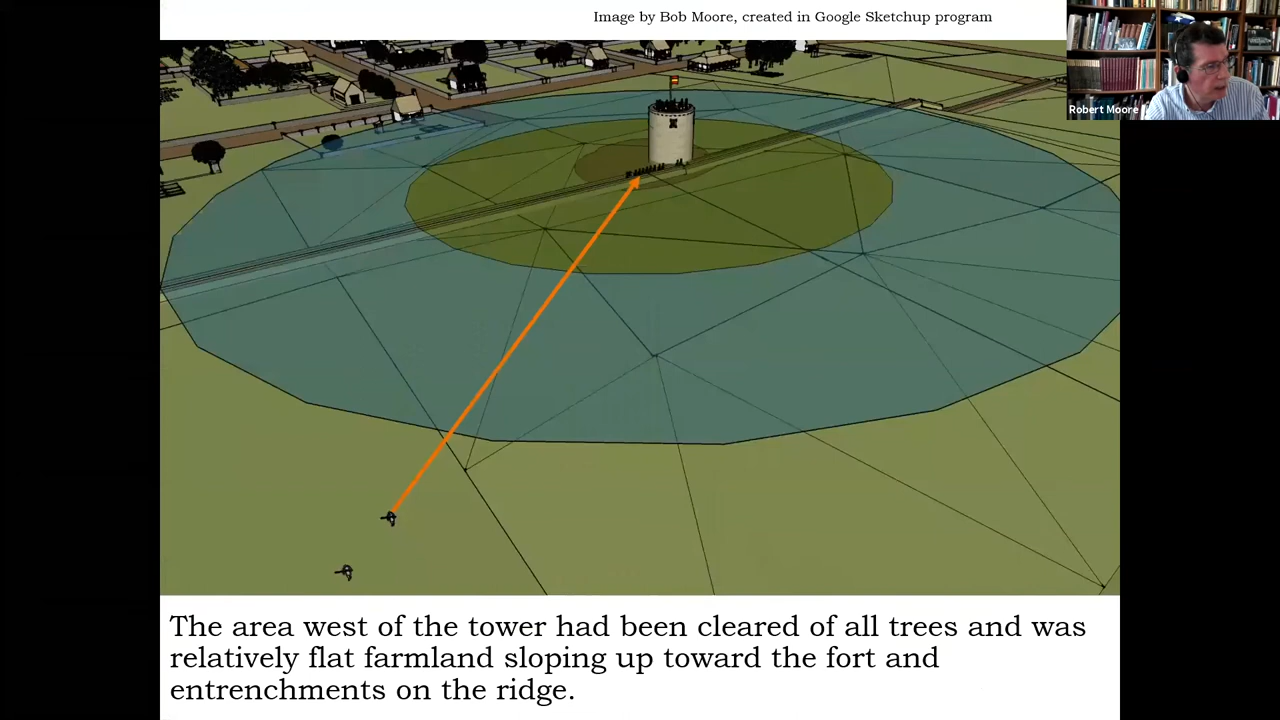 Image by Bob Moore, created in Google Sketchup program
Robert Moore
The area west of the tower had been cleared of all trees and was
relatively flat farmland sloping up toward the fort and
entrenchments on the ridge.